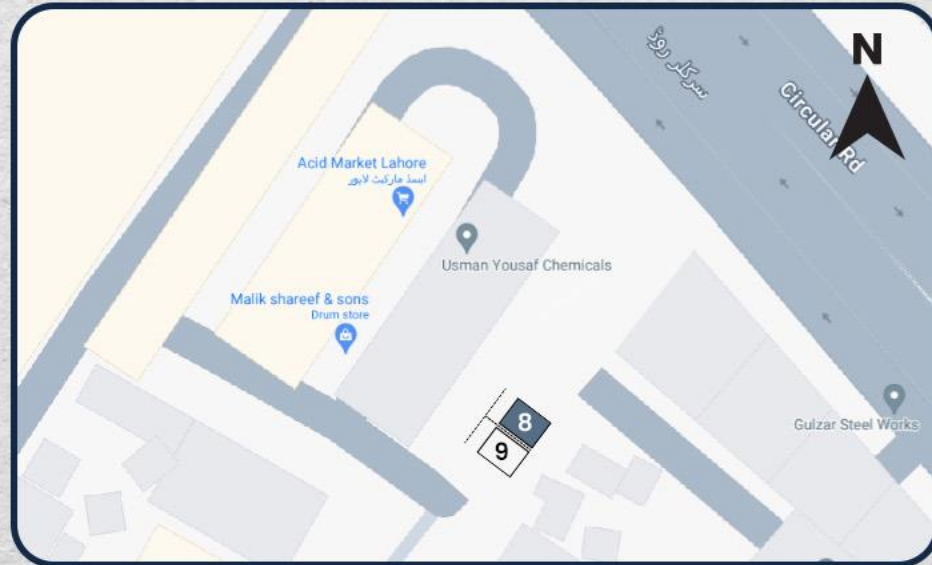 N
سرکلر روڈ
Circular Rd
Acid Market Lahore
ایسڈ مارکیٹ لاہور
Usman Yousaf Chemicals
Malik shareef & sons
Drum store
8
9
Gulzar Steel Works